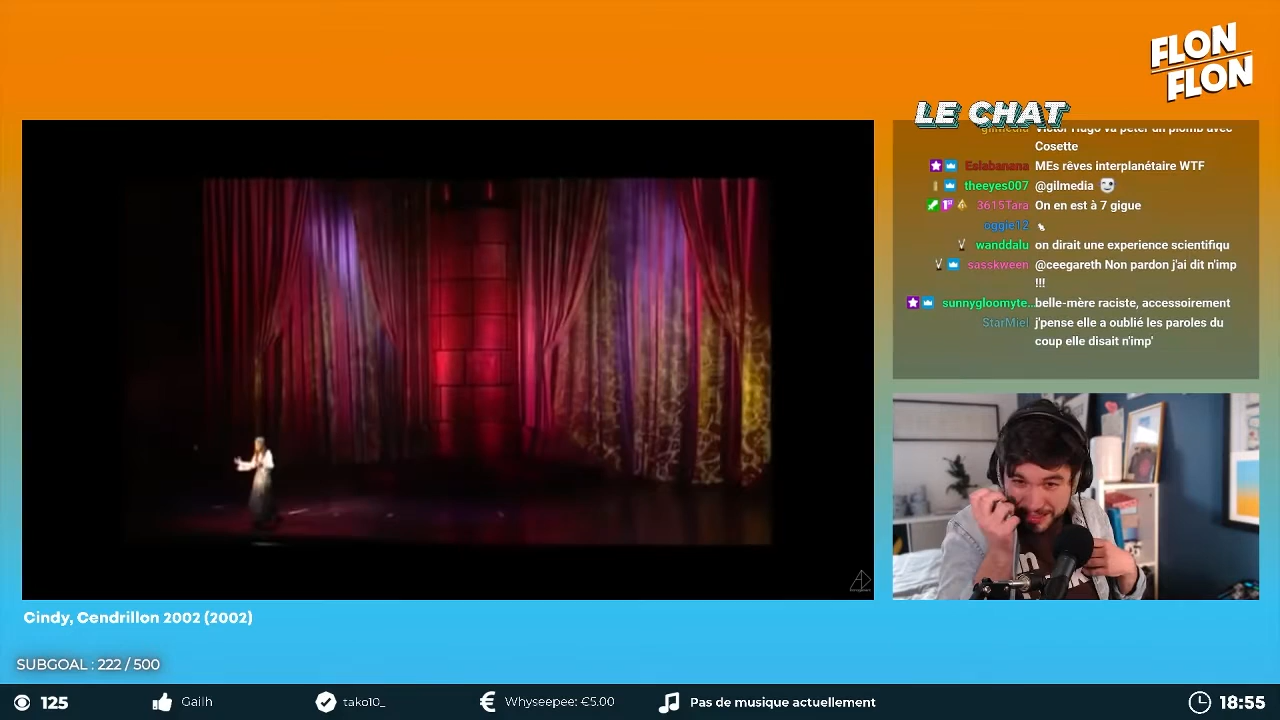 FLON
FLON
LE CHAT
gilmedia Victor Hugo va péter un plomb avec
Cosette
Eslabanana MEs rêves interplanétaire WTF
theeyes007 @gilmedia
3615Tara On en est à 7 gigue
oggie12
wanddalu on dirait une experience scientifiqu
sasskween @ceegareth Non pardon j'ai dit n'imp
!!!
sunnygloomyte... belle-mère raciste, accessoirement
StarMiel j'pense elle a oublié les paroles du
coup elle disait n'imp'
Cindy, Cendrillon 2002 (2002)
SUBGOAL : 222 / 500
125
Gailh
tako10_
€ Whyseepee: €5.00
Pas de musique actuellement
18:55